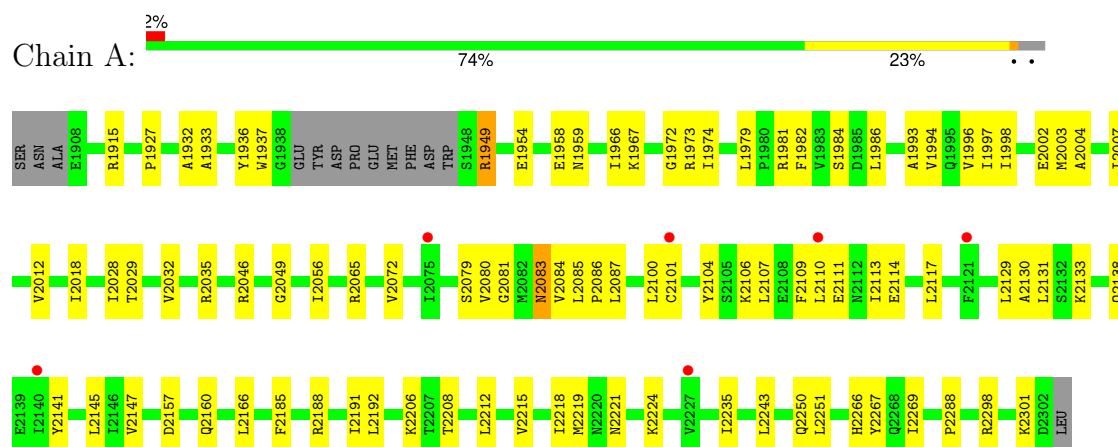 2%
Chain A:
74%
23%
• •
SER ASN ALA E1908 R1915 P1927 A1932 A1933 Y1936 W1937 G1938 GLU TYR ASP PRO GLU MET PHE ASP TRP S1948 R1949 E1954 E1958 N1959 I1966 K1967 G1972 R1973 I1974 L1979 P1980 R1981 F1982 V1983 S1984 D1985 L1986 A1993 V1994 Q1995 V1996 I1997 I1998 E2002 M2003 A2004
V2012 I2018 I2028 T2029 V2032 R2035 R2046 G2049 I2056 R2065 V2072 I2075 S2079 V2080 G2081 M2082 N2083 V2084 L2085 P2086 L2087 L2100 C2101 Y2104 S2105 K2106 L2107 E2108 F2109 L2110 E2111 N2112 I2113 E2114 L2117 F2121 L2129 A2130 L2131 S2132 K2133
E2139 I2140 Y2141 L2145 I2146 V2147 D2157 Q2160 L2166 F2185 R2188 I2191 L2192 K2206 T2207 T2208 L2212 V2215 I2218 M2219 N2220 N2221 K2224 V2227 I2235 L2243 Q2250 L2251 H2266 Y2267 Q2268 I2269 P2288 R2298 K2301 D2302 LEU